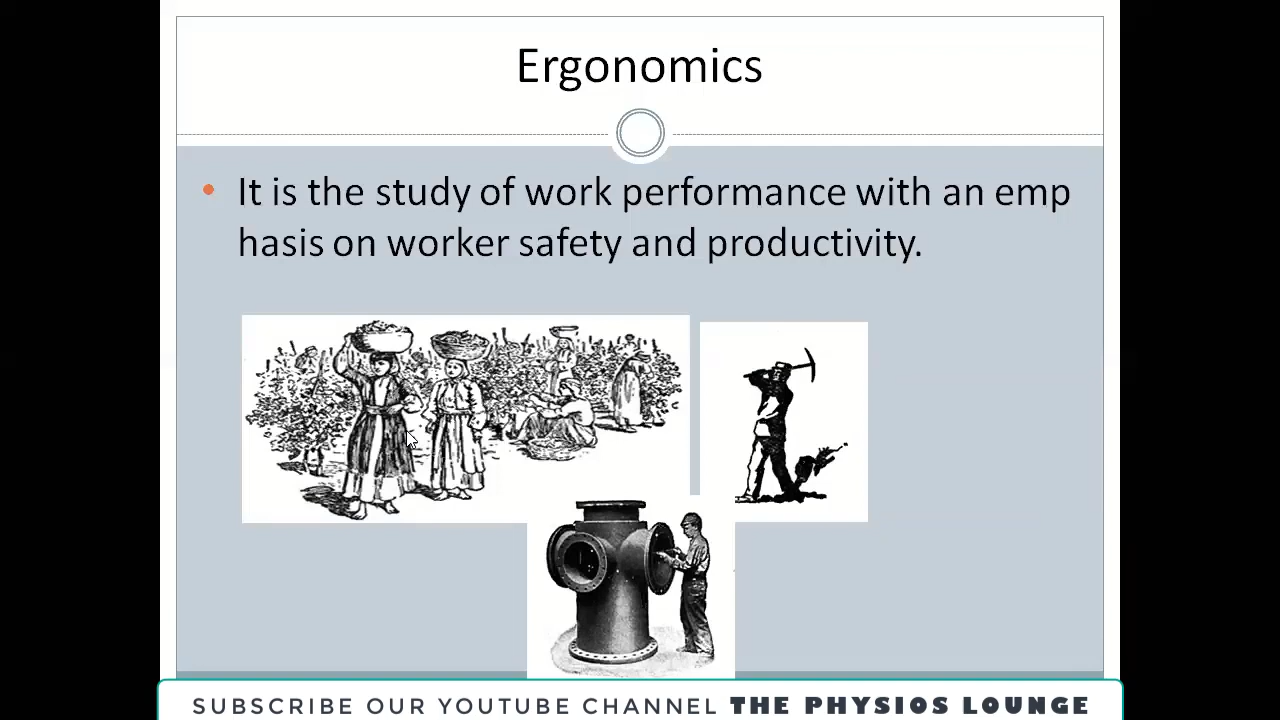 Ergonomics
• It is the study of work performance with an emp
hasis on worker safety and productivity.
SUBSCRIBE OUR YOUTUBE CHANNEL THE PHYSIOS LOUNGE